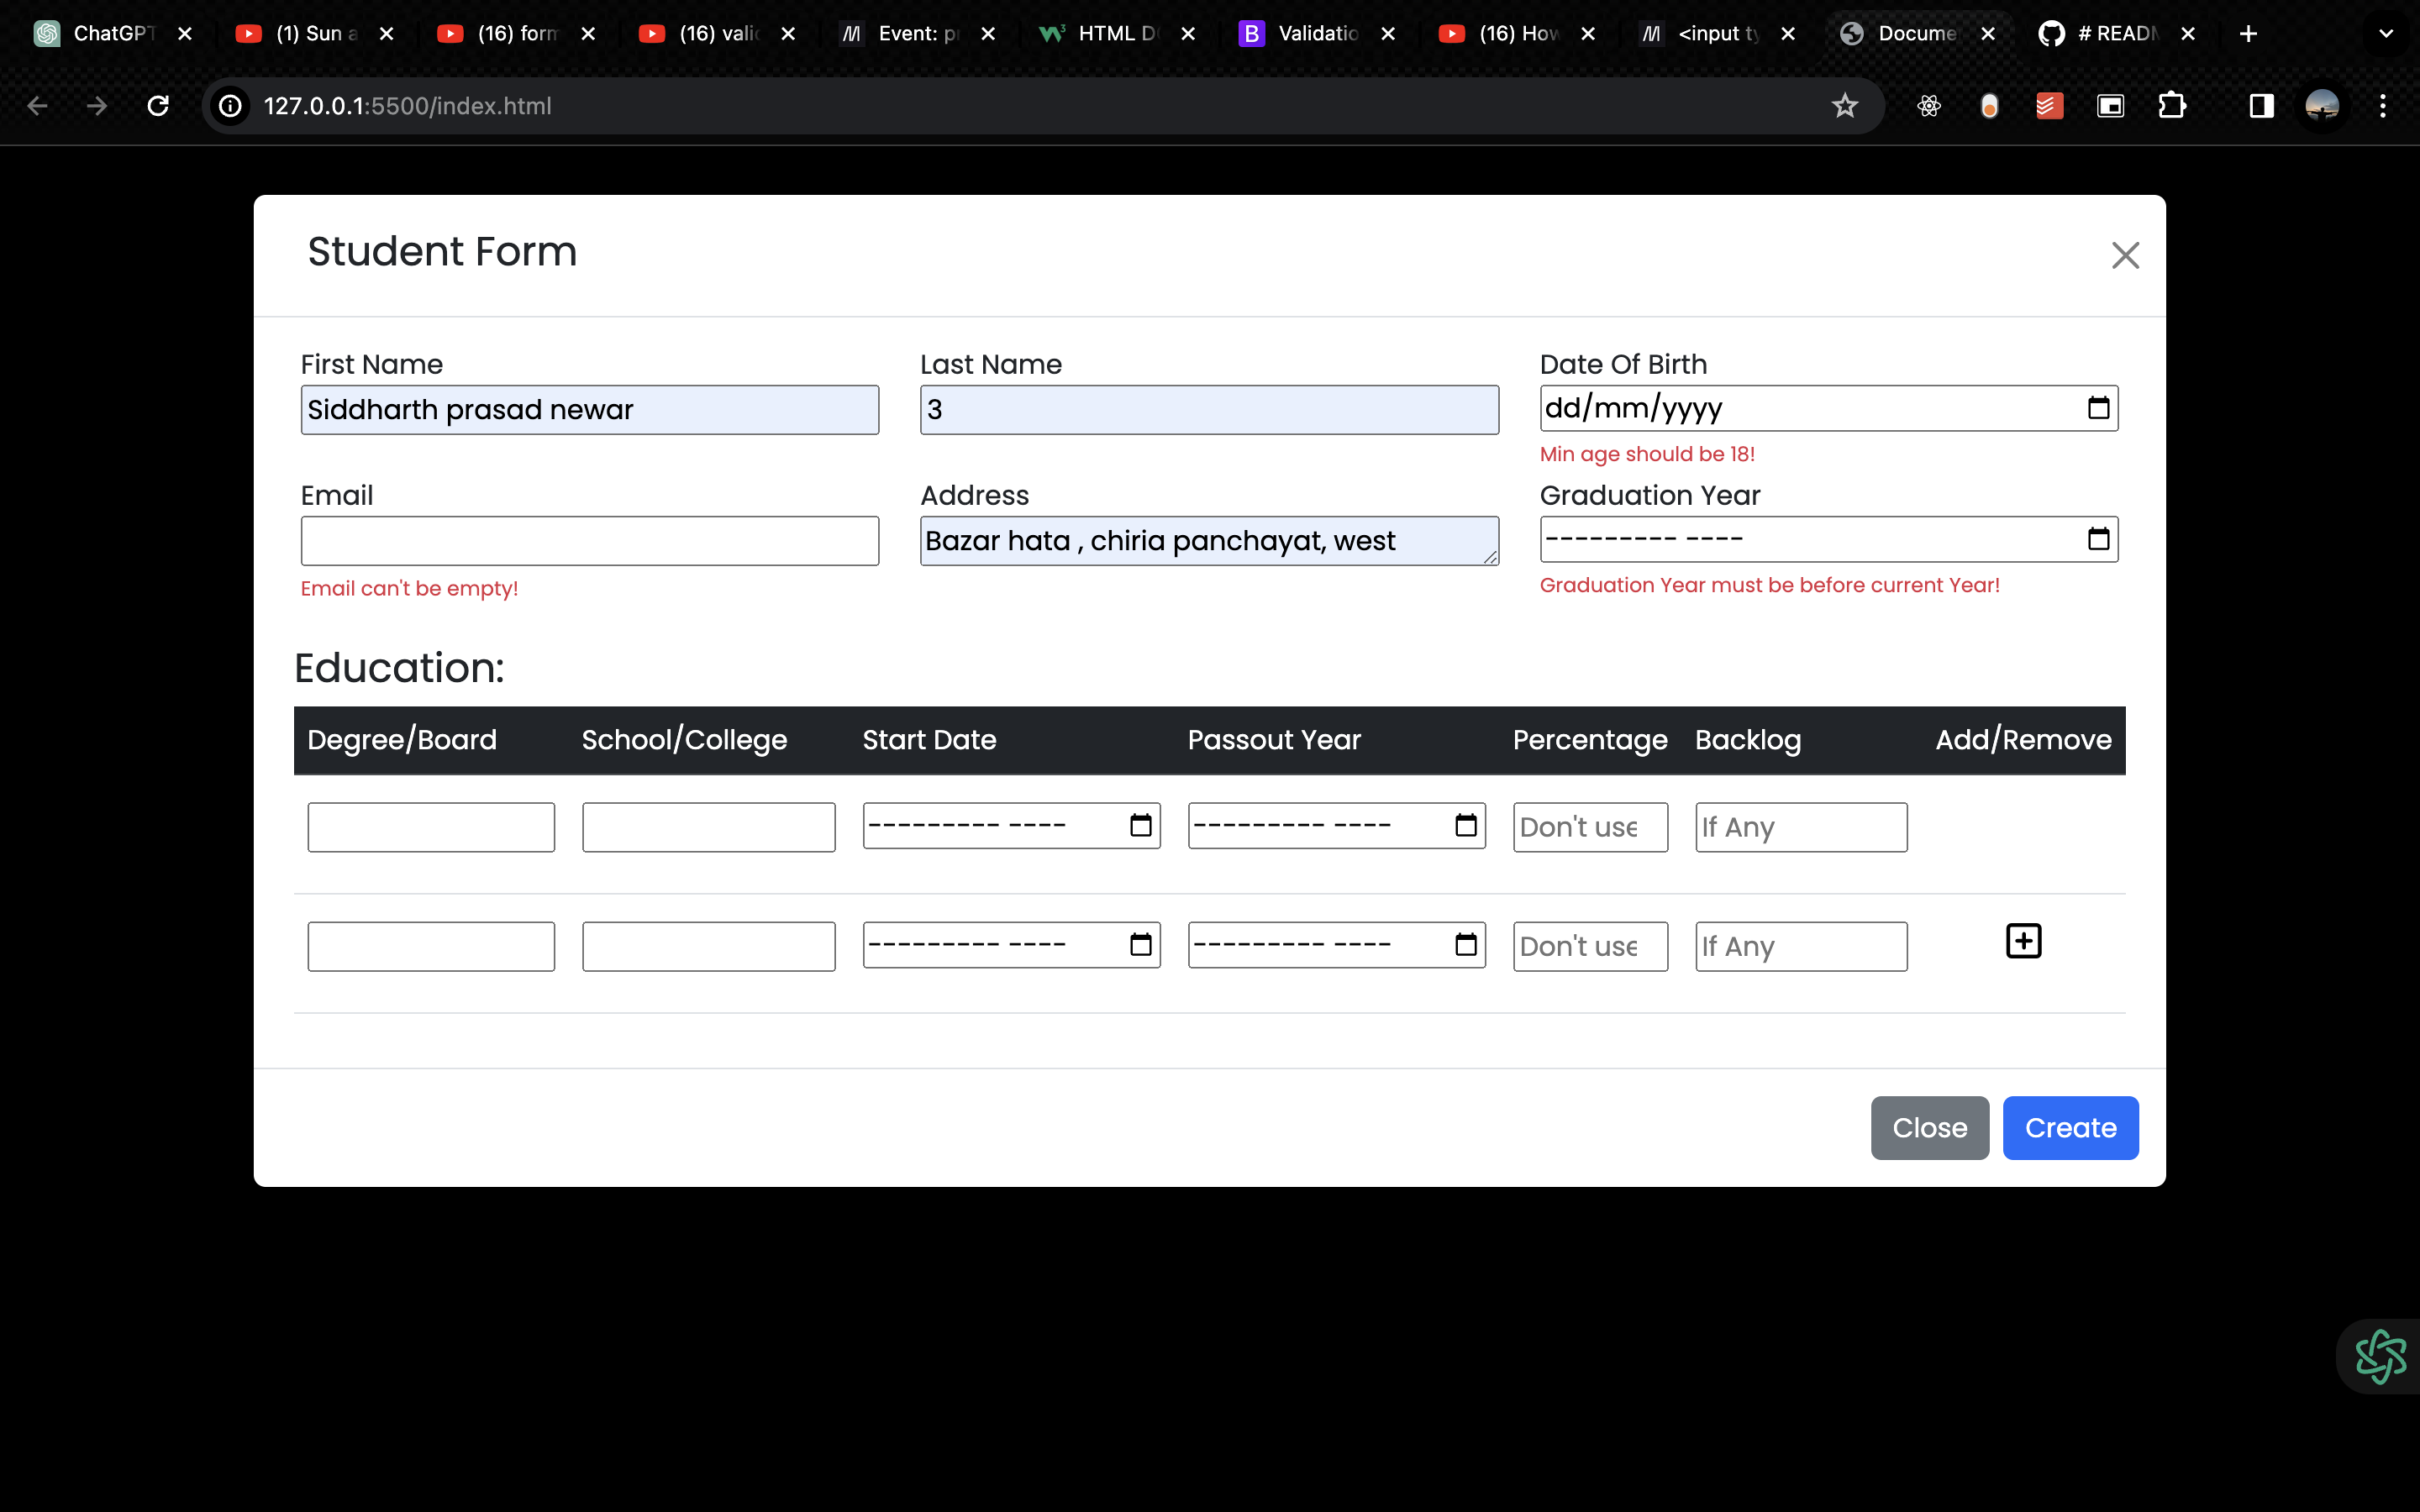 ChatGPT (1) Sun a (16) form (16) valid Event: p HTML D Validatio (16) How <input ty Docume # READM
127.0.0.1:5500/index.html
Student Form
First Name Last Name Date Of Birth
Siddharth prasad newar 3 dd/mm/yyyy
Min age should be 18!
Email Address Graduation Year
Bazar hata , chiria panchayat, west --------- ----
Email can't be empty! Graduation Year must be before current Year!
Education:
Degree/Board School/College Start Date Passout Year Percentage Backlog Add/Remove
--------- ---- --------- ---- Don't use If Any
--------- ---- --------- ---- Don't use If Any
Close Create